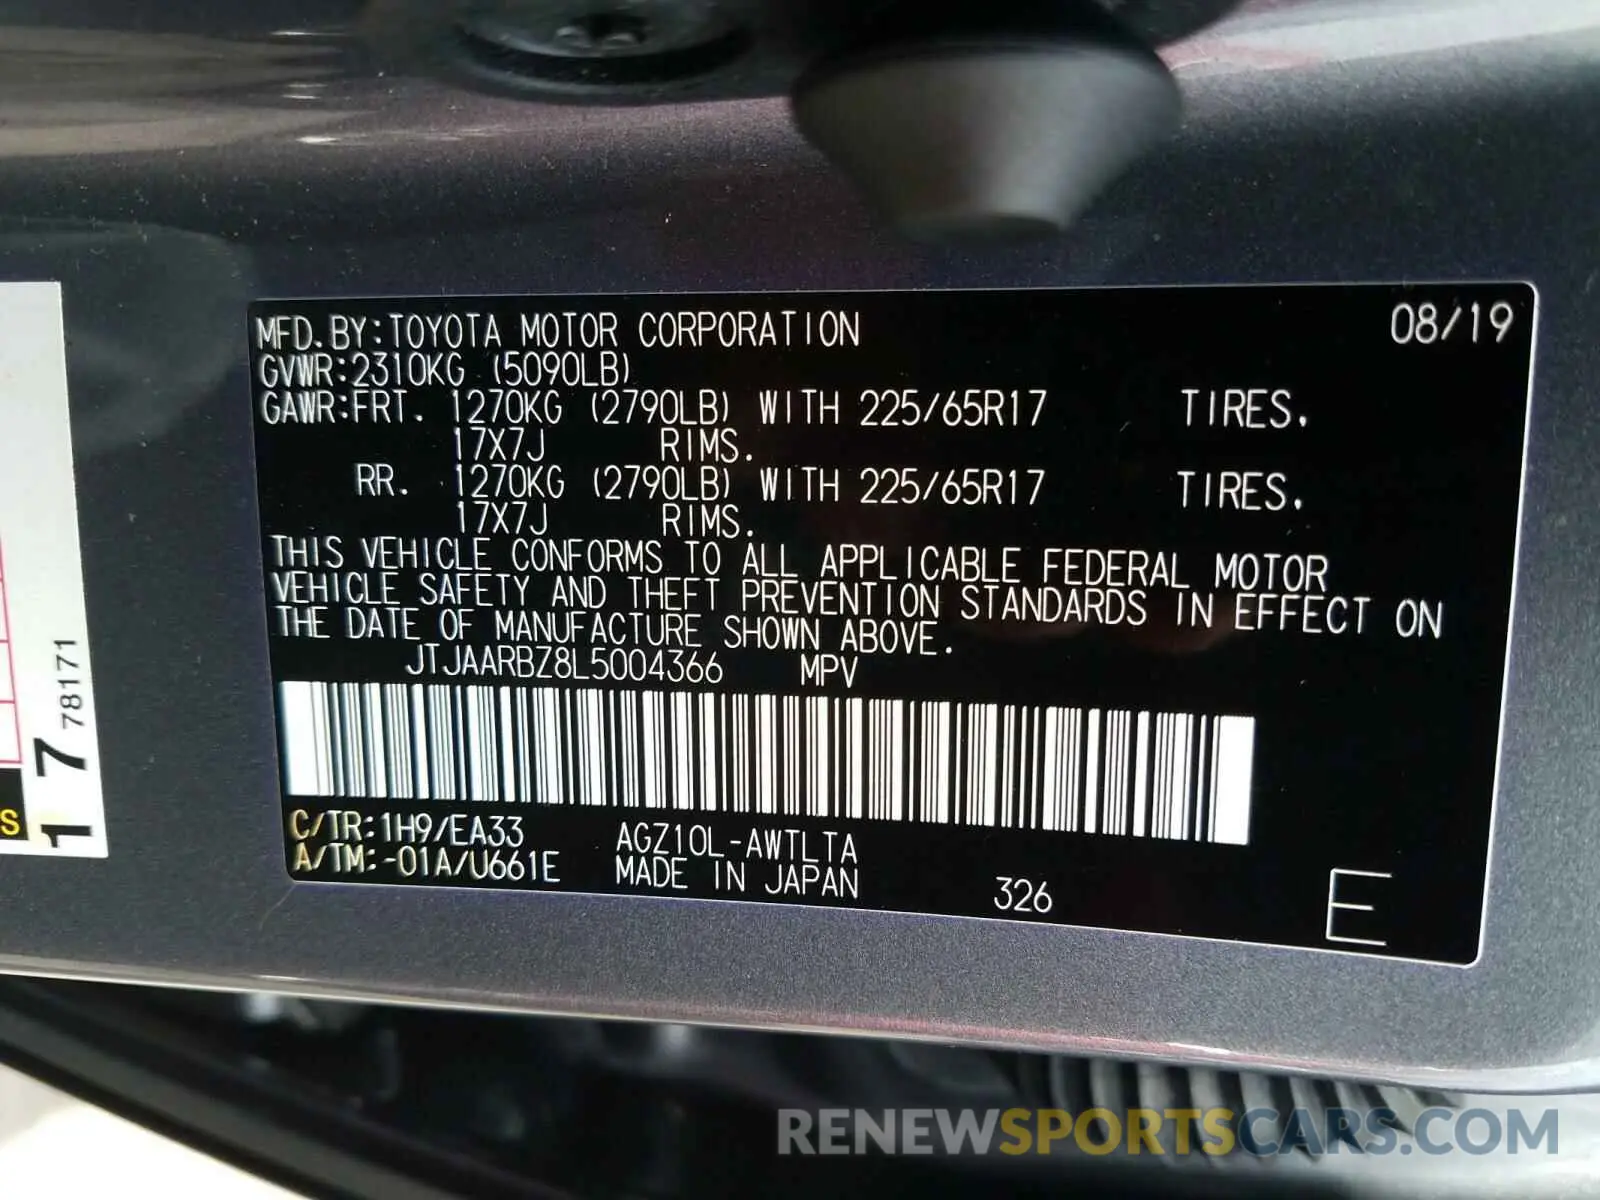 MFD.BY:TOYOTA MOTOR CORPORATION 08/19
GVWR:2310KG (5090LB)
GAWR:FRT. 1270KG (2790LB) WITH 225/65R17 TIRES.
17X7J RIMS.
RR. 1270KG (2790LB) WITH 225/65R17 TIRES.
17X7J RIMS.
THIS VEHICLE CONFORMS TO ALL APPLICABLE FEDERAL MOTOR
VEHICLE SAFETY AND THEFT PREVENTION STANDARDS IN EFFECT ON
THE DATE OF MANUFACTURE SHOWN ABOVE.
JTJAARBZ8L5004366 MPV
C/TR:1H9/EA33 AGZ10L-AWTLTA
A/TM:-01A/U661E MADE IN JAPAN 326 E
17
78171
S
RENEWSPORTSCARS.COM